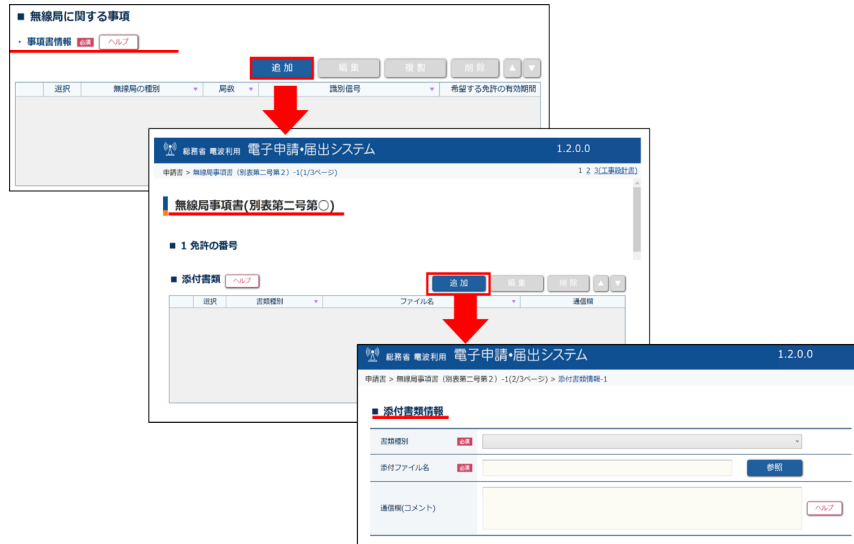 ■ 無線局に関する事項
・ 事項書情報 必須 ヘルプ
追加 編集 複製 削除 ▲ ▼
選択 無線局の種別 ▼ 局数 ▼ 識別信号 ▼ 希望する免許の有効期間
総務省 電波利用 電子申請・届出システム 1.2.0.0
申請書 > 無線局事項書（別表第二号第２）-1(1/3ページ) 1 2 3(工事設計書)
無線局事項書(別表第二号第○)
■ 1 免許の番号
■ 添付書類 ヘルプ
追加 編集 削除 ▲ ▼
選択 書類種別 ▼ ファイル名 ▼ 通信欄
総務省 電波利用 電子申請・届出システム 1.2.0.0
申請書 > 無線局事項書（別表第二号第２）-1(2/3ページ) > 添付書類情報-1
■ 添付書類情報
書類種別 必須
添付ファイル名 必須 参照
通信欄(コメント) ヘルプ